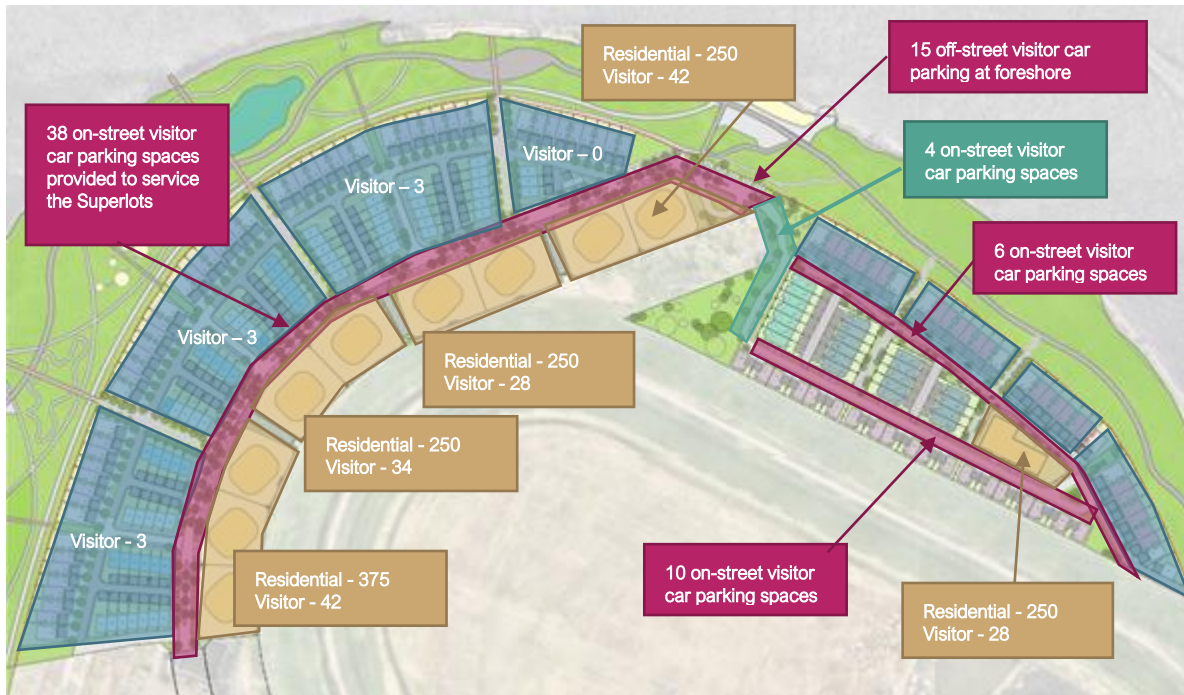 Residential - 250
Visitor - 42
15 off-street visitor car
parking at foreshore
38 on-street visitor
car parking spaces
provided to service
the Superlots
4 on-street visitor
car parking spaces
Visitor – 0
Visitor – 3
6 on-street visitor
car parking spaces
Visitor – 3
Residential - 250
Visitor - 28
Residential - 250
Visitor - 34
Visitor - 3
Residential - 375
Visitor - 42
10 on-street visitor
car parking spaces
Residential - 250
Visitor - 28